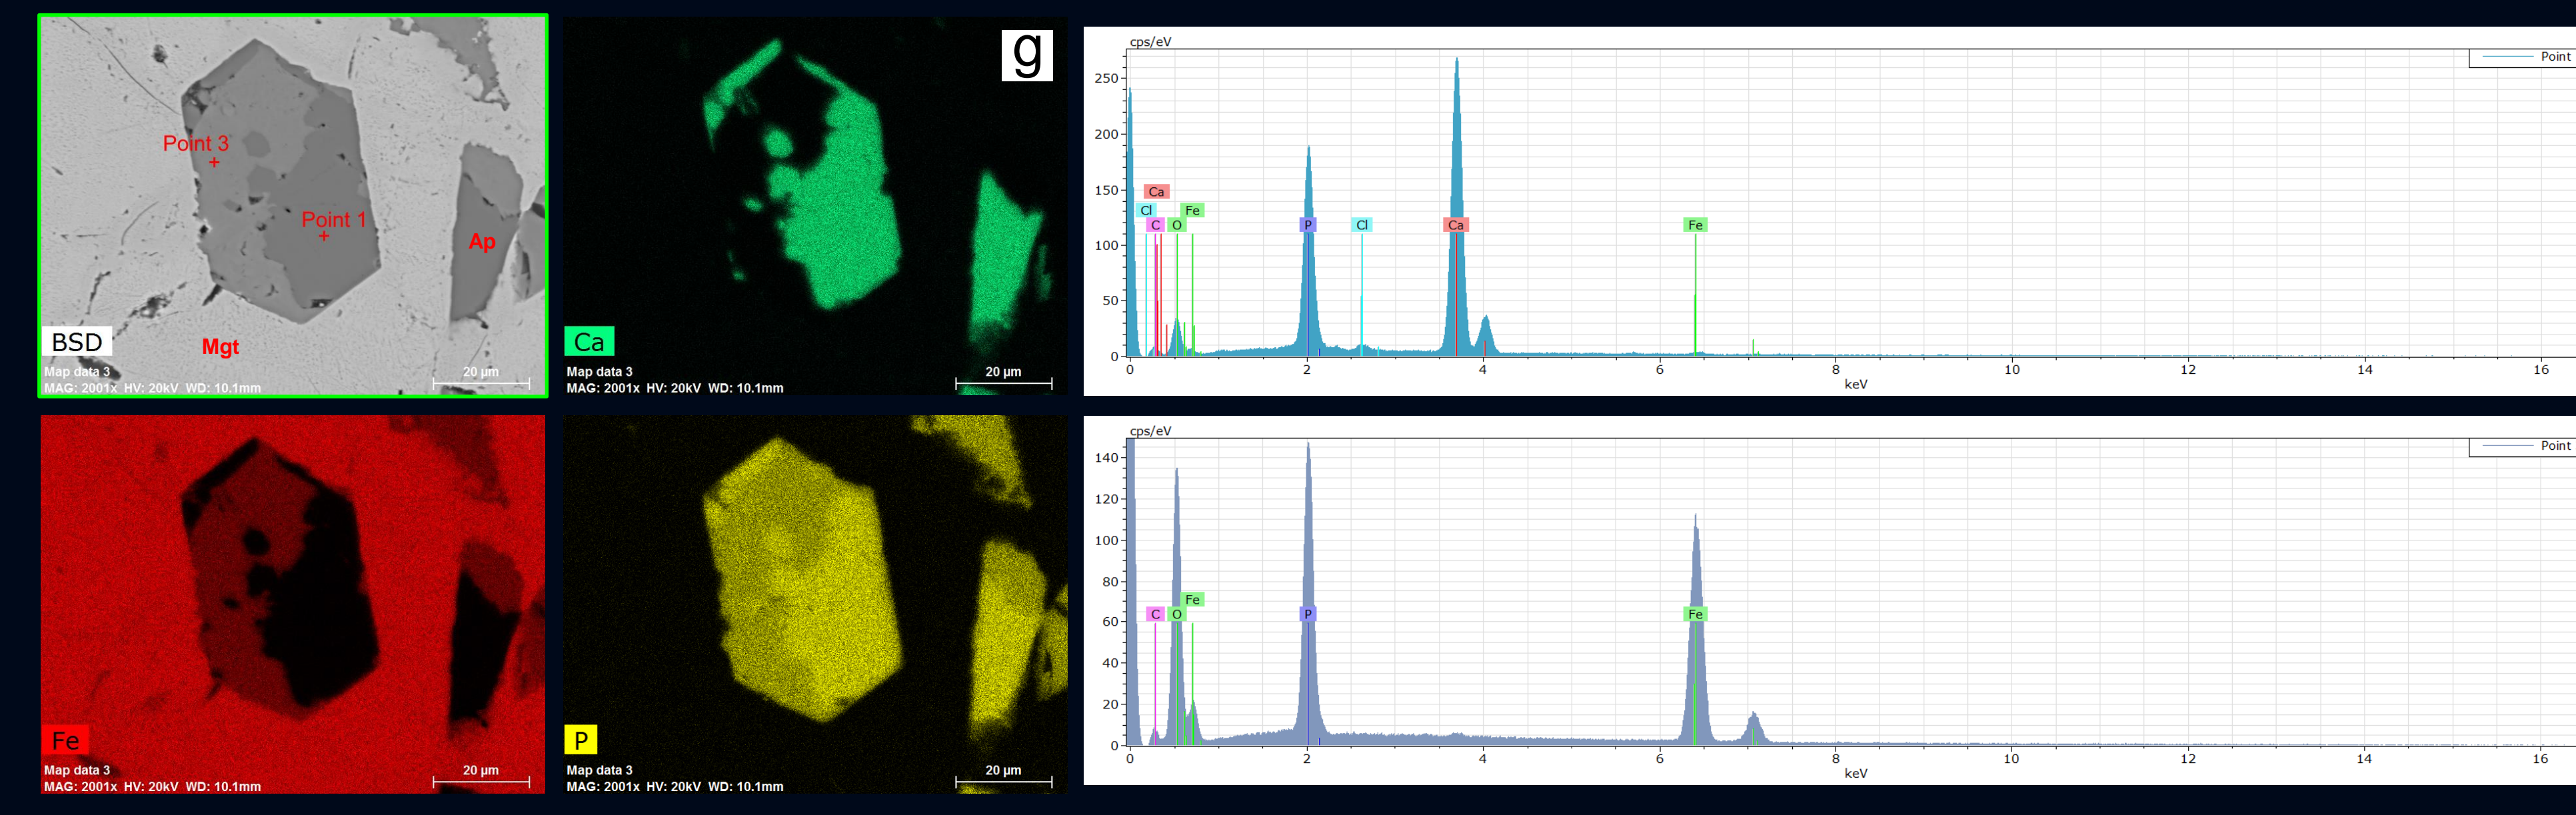 Point 3
+
Point 1
+
Ap
BSD
Mgt
Map data 3
MAG: 2001x HV: 20kV WD: 10.1mm
20 µm
g
Ca
Map data 3
MAG: 2001x HV: 20kV WD: 10.1mm
20 µm
cps/eV
Point
250
200
150
100
50
0
Ca
Cl
Fe
C
O
P
Cl
Ca
Fe
0 2 4 6 8 10 12 14 16
keV
Fe
Map data 3
MAG: 2001x HV: 20kV WD: 10.1mm
20 µm
P
Map data 3
MAG: 2001x HV: 20kV WD: 10.1mm
20 µm
cps/eV
Point
140
120
100
80
60
40
20
0
Fe
C
O
P
Fe
0 2 4 6 8 10 12 14 16
keV